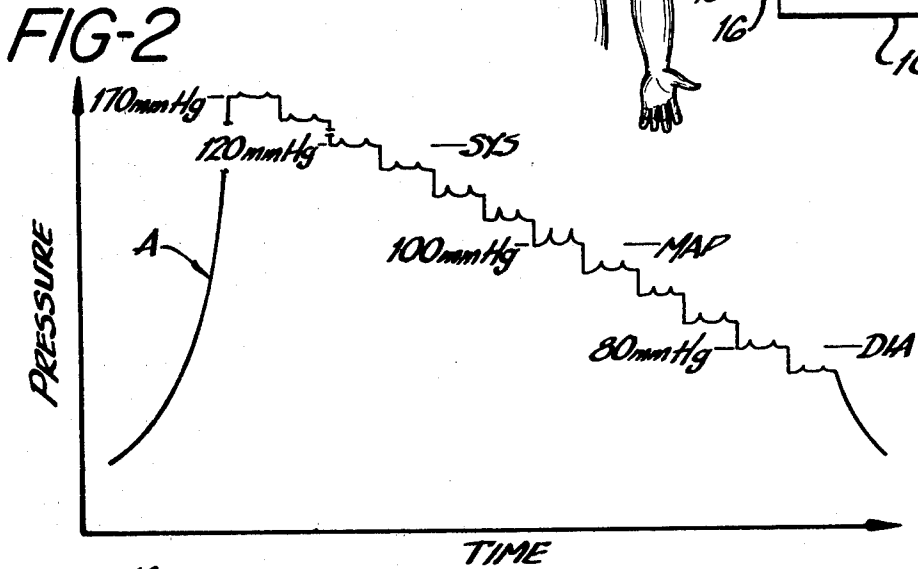 FIG-2
16
170mmHg
120mmHg
SYS
A
100mmHg
MAP
80mmHg
DIA
PRESSURE
TIME